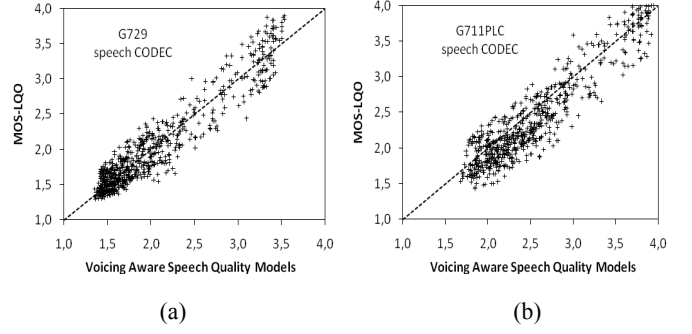 G729
speech CODEC
MOS-LQO
4,0
3,5
3,0
2,5
2,0
1,5
1,0
1,0 1,5 2,0 2,5 3,0 3,5 4,0
Voicing Aware Speech Quality Models
(a)
G711PLC
speech CODEC
MOS-LQO
4,0
3,5
3,0
2,5
2,0
1,5
1,0
1,0 1,5 2,0 2,5 3,0 3,5 4,0
Voicing Aware Speech Quality Models
(b)